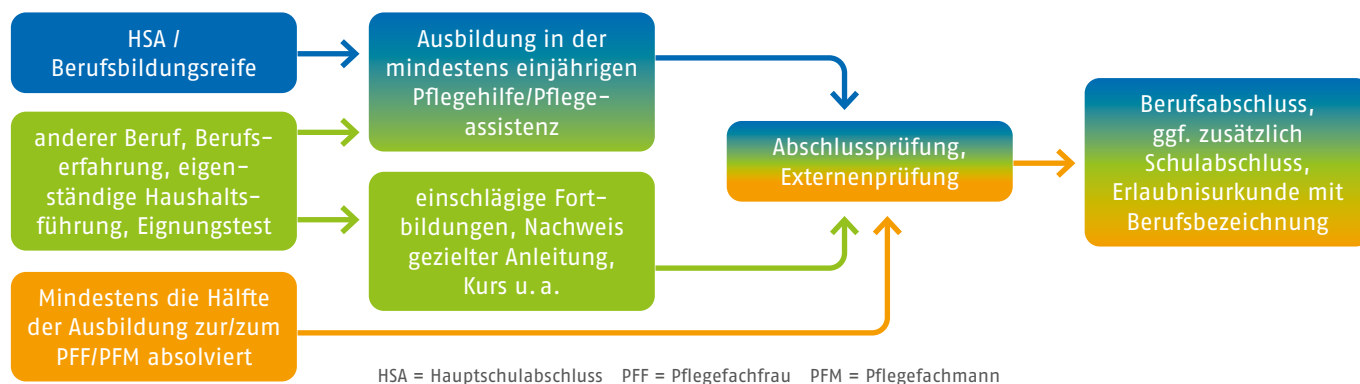 HSA /
Berufsbildungsreife
anderer Beruf, Berufs-
erfahrung, eigen-
ständige Haushalts-
führung, Eignungstest
Mindestens die Hälfte
der Ausbildung zur/zum
PFF/PFM absolviert
Ausbildung in der
mindestens einjährigen
Pflegehilfe/Pflege-
assistenz
einschlägige Fort-
bildungen, Nachweis
gezielter Anleitung,
Kurs u. a.
Abschlussprüfung,
Externenprüfung
Berufsabschluss,
ggf. zusätzlich
Schulabschluss,
Erlaubnisurkunde mit
Berufsbezeichnung
HSA = Hauptschulabschluss PFF = Pflegefachfrau PFM = Pflegefachmann